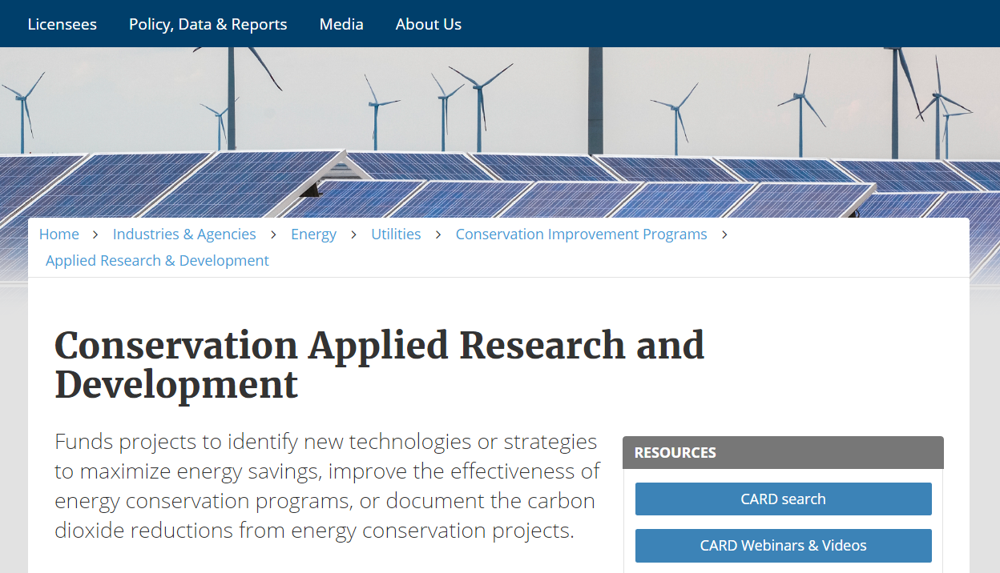 Licensees Policy, Data & Reports Media About Us
Home > Industries & Agencies > Energy > Utilities > Conservation Improvement Programs >
Applied Research & Development
Conservation Applied Research and
Development
Funds projects to identify new technologies or strategies
to maximize energy savings, improve the effectiveness of
energy conservation programs, or document the carbon
dioxide reductions from energy conservation projects.
RESOURCES
CARD search
CARD Webinars & Videos